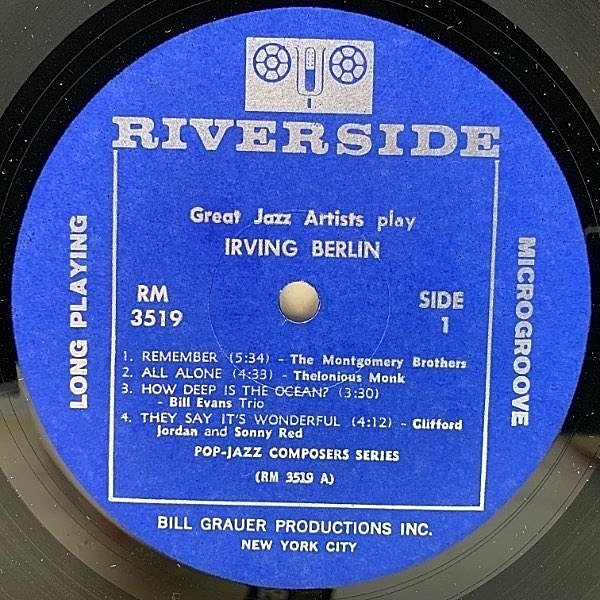 RIVERSIDE
Great Jazz Artists play
IRVING BERLIN
LONG PLAYING
MICROGROOVE
RM
3519
SIDE
1
1. REMEMBER (5:34) - The Montgomery Brothers
2. ALL ALONE (4:33) - Thelonious Monk
3. HOW DEEP IS THE OCEAN? (3:30)
- Bill Evans Trio
4. THEY SAY IT'S WONDERFUL (4:12) - Clifford
Jordan and Sonny Red
POP-JAZZ COMPOSERS SERIES
(RM 3519 A)
BILL GRAUER PRODUCTIONS INC.
NEW YORK CITY